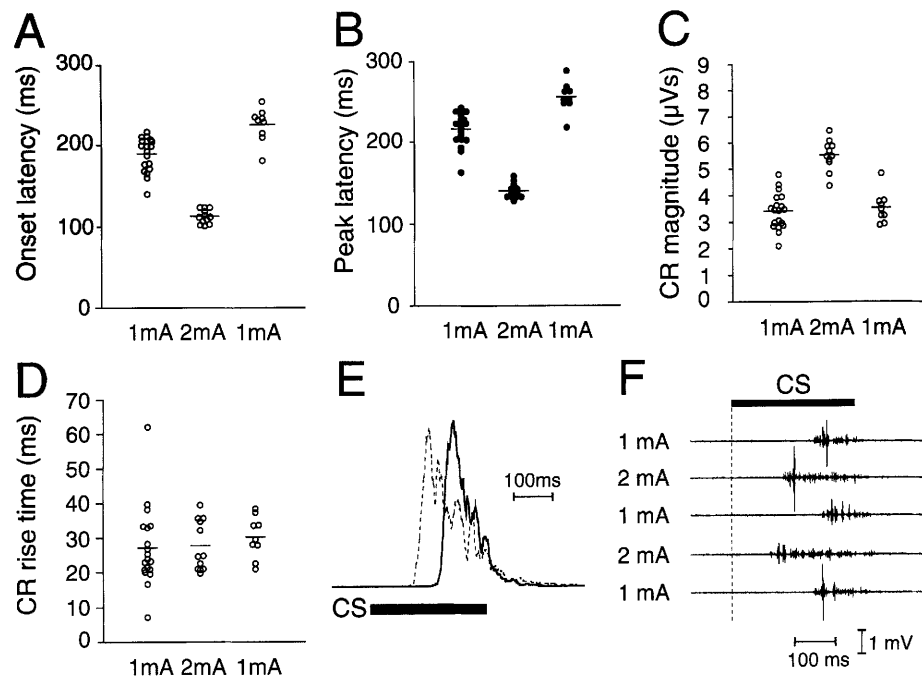 A
Onset latency (ms)
300
200
100
0
1mA 2mA 1mA
B
Peak latency (ms)
300
200
100
0
1mA 2mA 1mA
C
CR magnitude (µVs)
9
8
7
6
5
4
3
2
1
0
1mA 2mA 1mA
D
CR rise time (ms)
70
60
50
40
30
20
10
0
1mA 2mA 1mA
E
100ms
CS
F
CS
1 mA
2 mA
1 mA
2 mA
1 mA
100 ms
1 mV